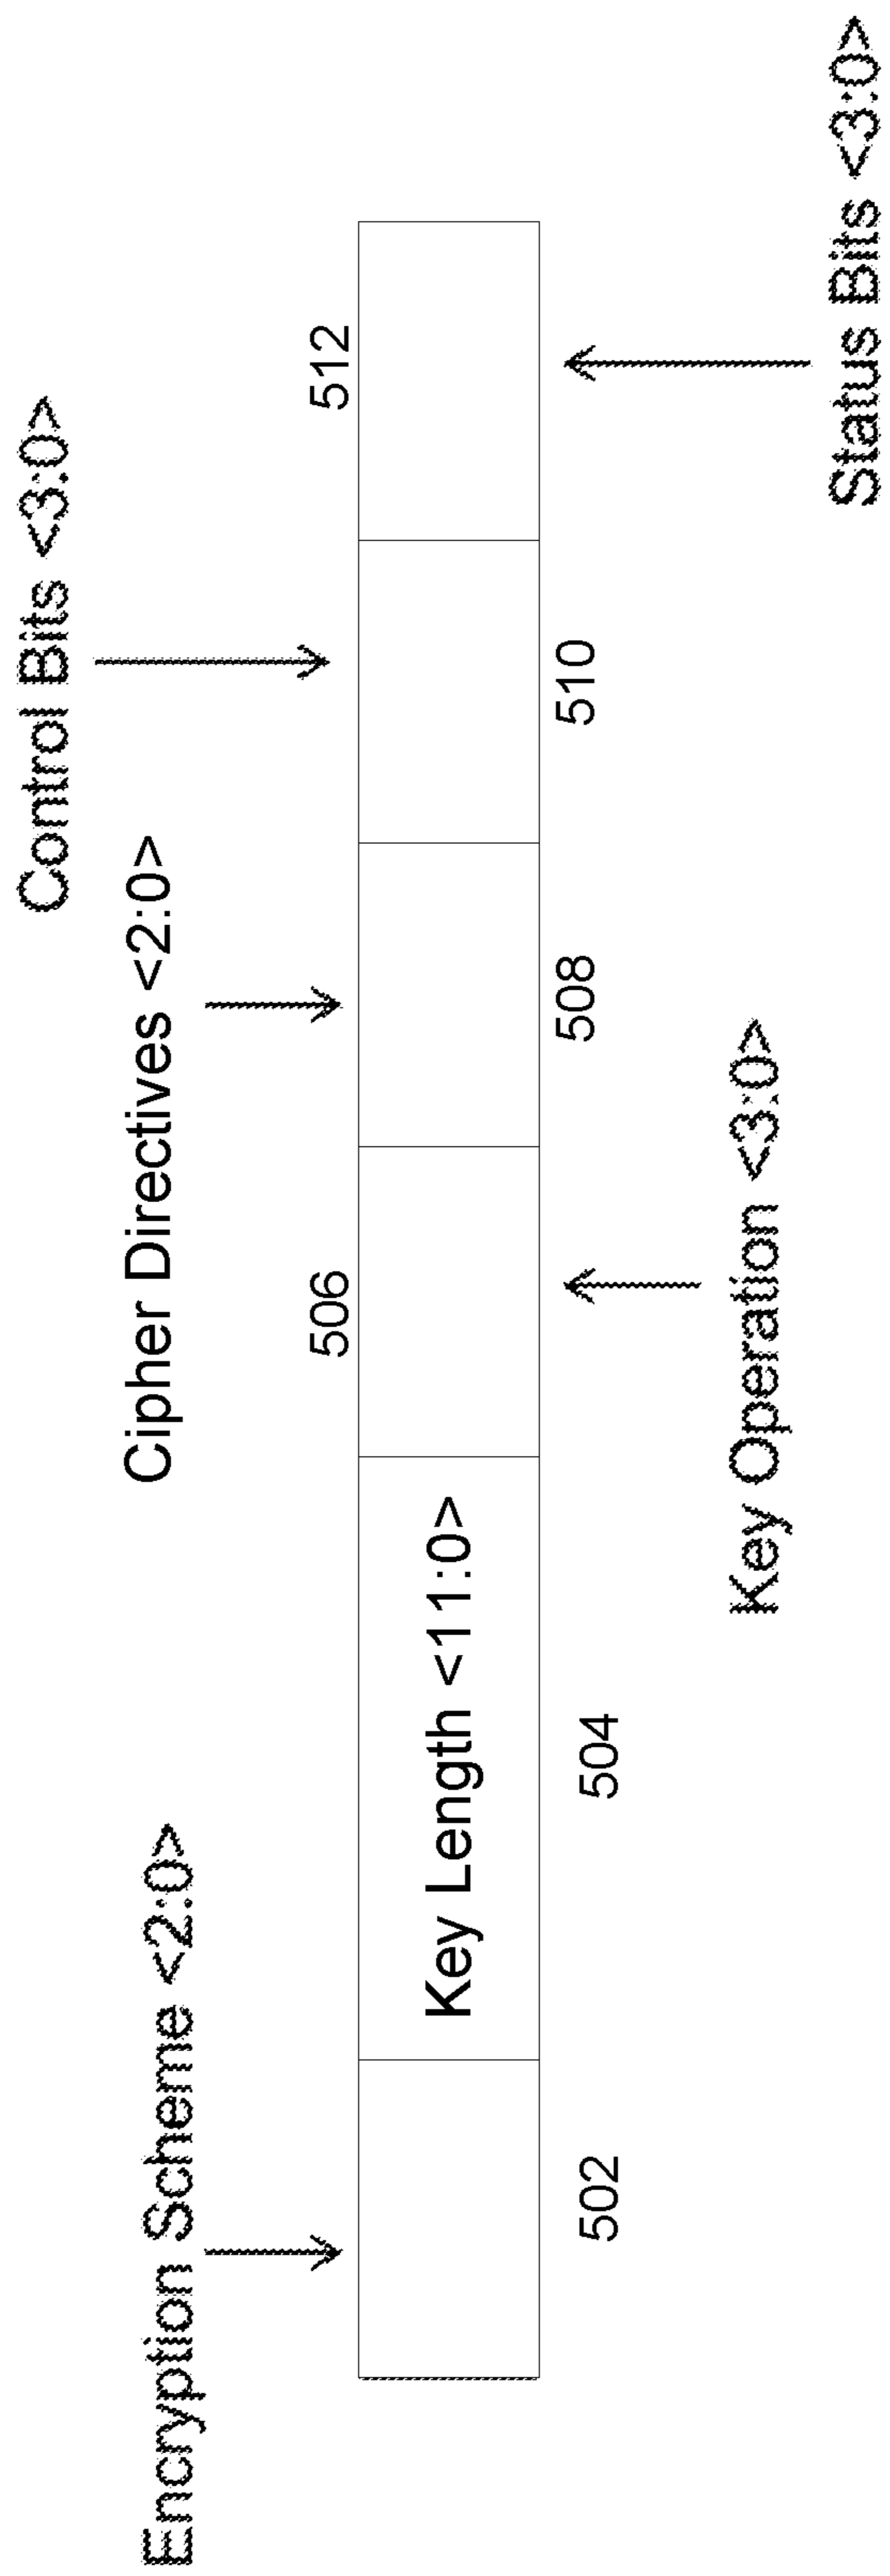 Control Bits <3:0>
Cipher Directives <2:0>
Encryption Scheme <2:0>
506
512
Key Length <11:0>
502
504
508
510
Key Operation <3:0>
Status Bits <3:0>